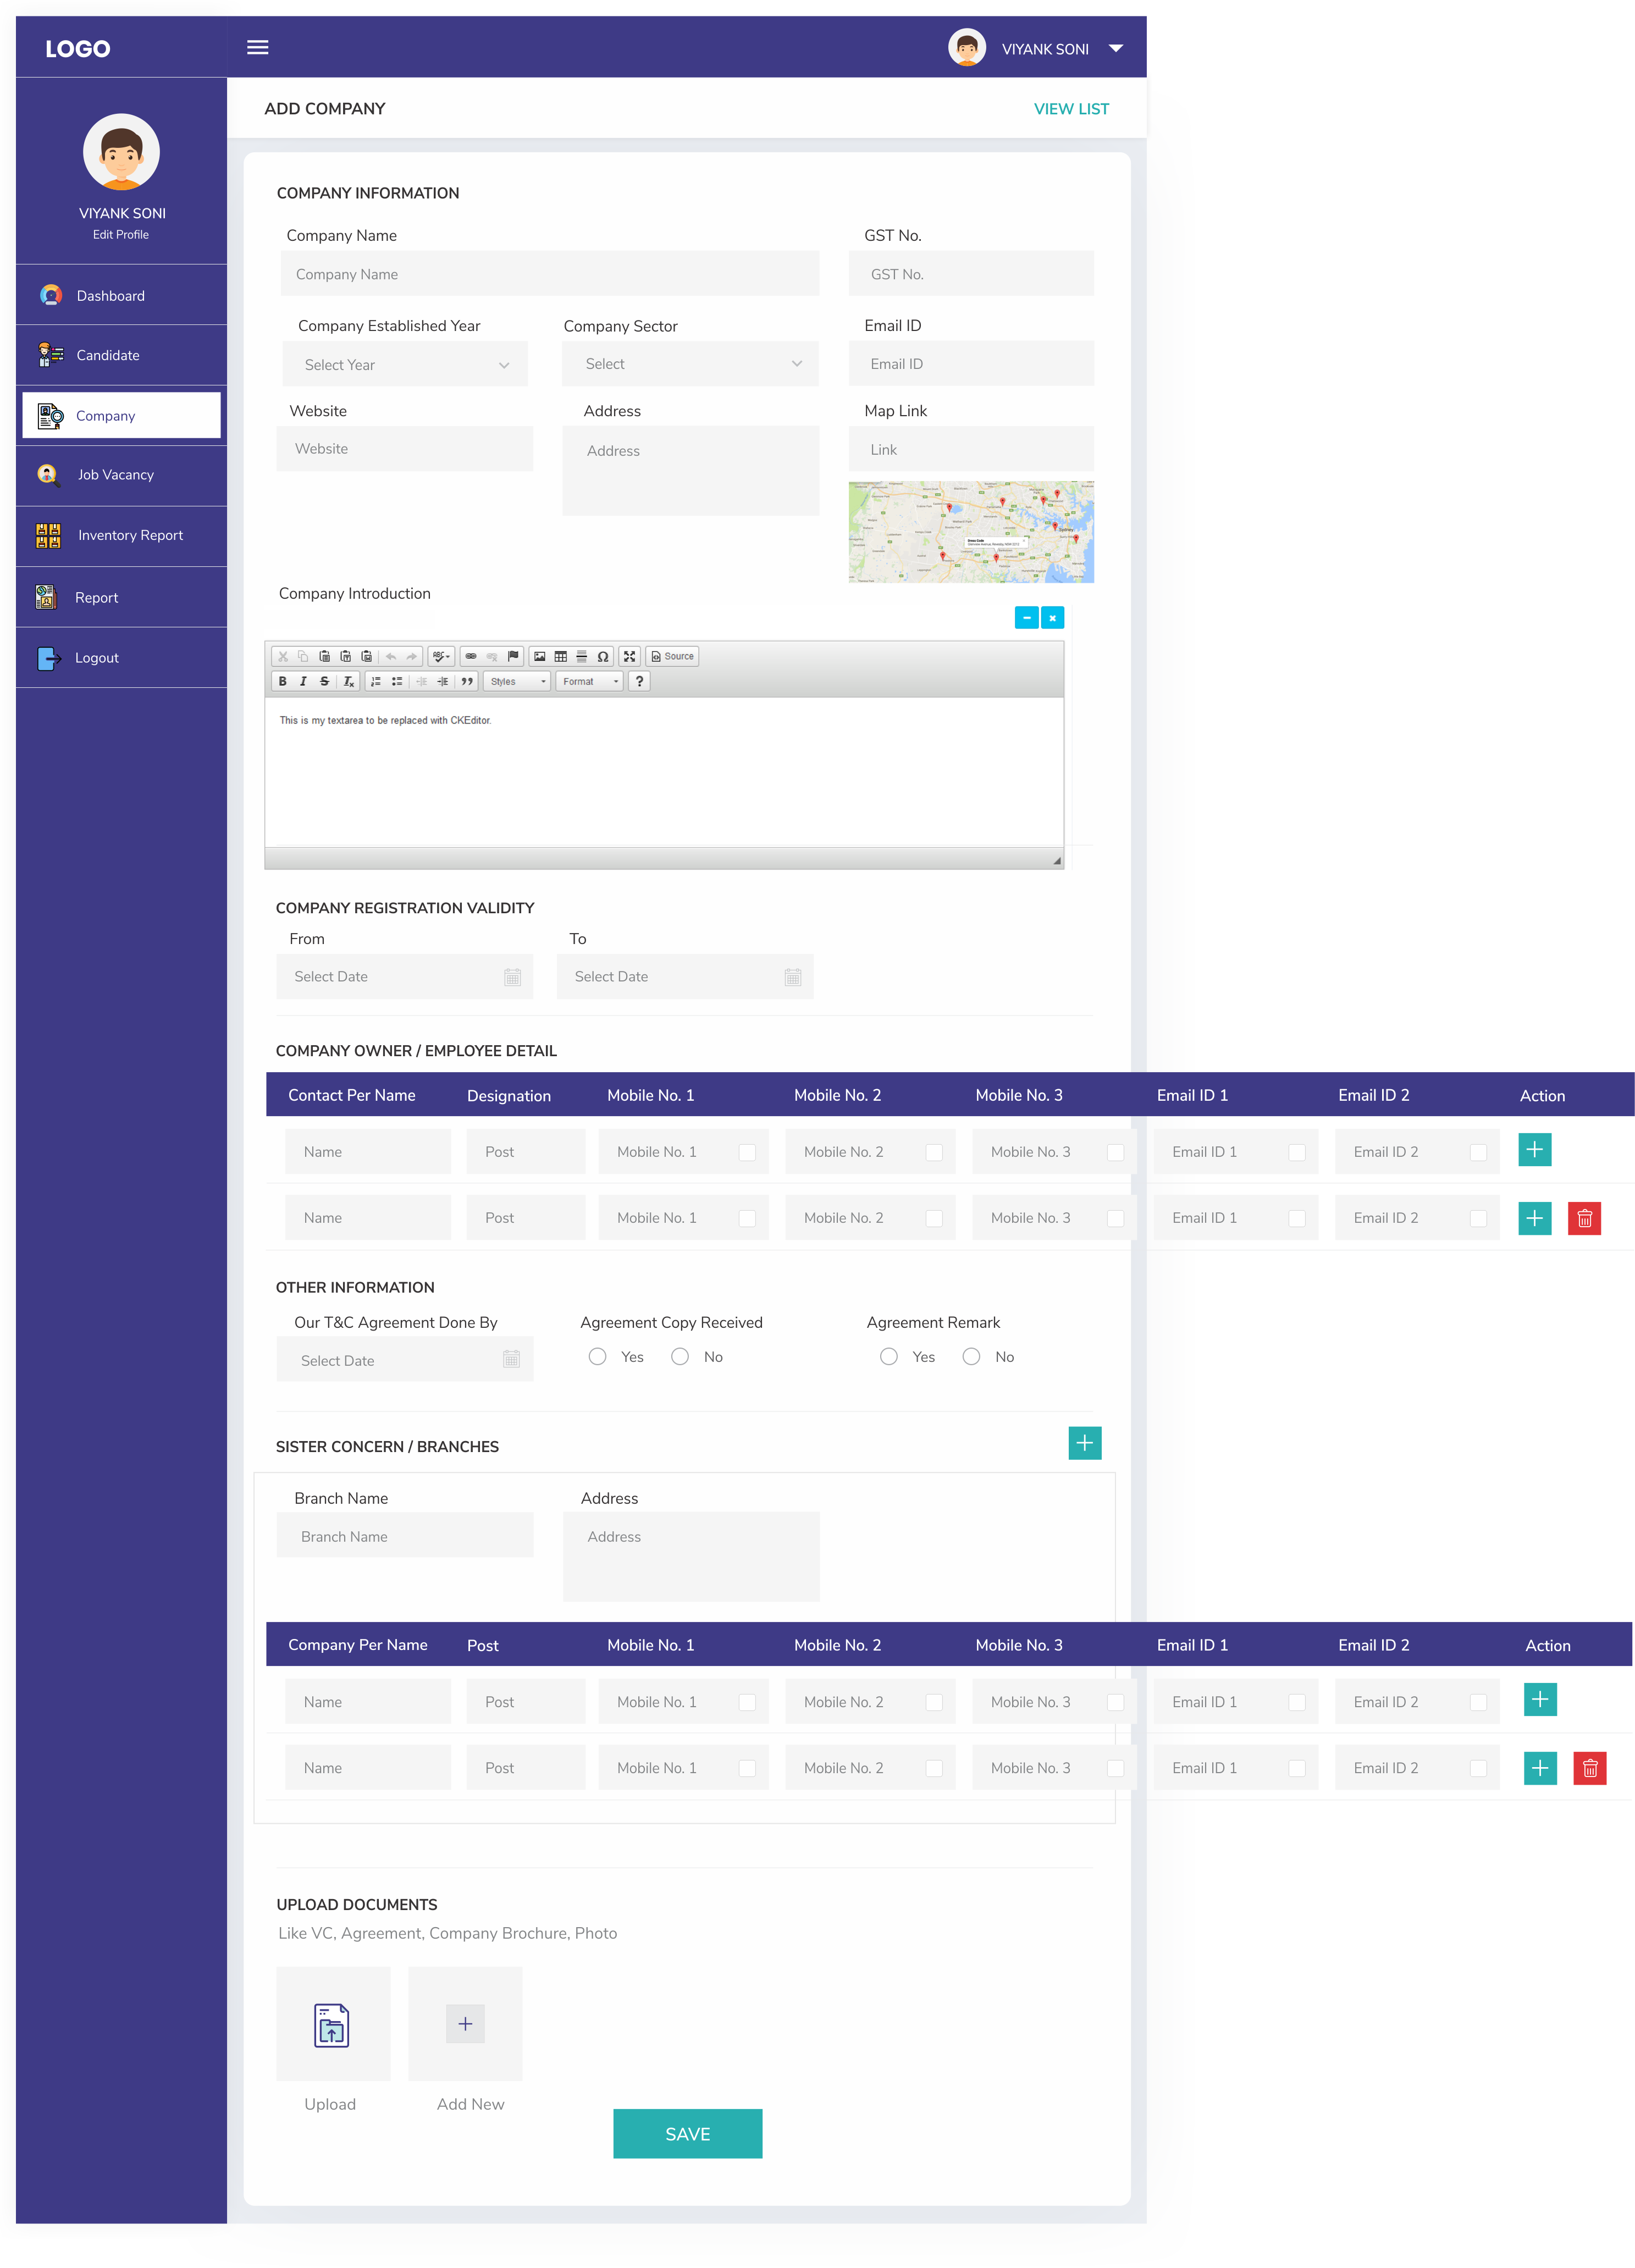 LOGO
VIYANK SONI
ADD COMPANY
VIEW LIST
VIYANK SONI
Edit Profile
Dashboard
Candidate
Company
Job Vacancy
Inventory Report
Report
Logout
COMPANY INFORMATION
Company Name
GST No.
Company Name
GST No.
Company Established Year
Company Sector
Email ID
Select Year
Select
Email ID
Website
Address
Map Link
Website
Address
Link
Sydney
Company Introduction
Source
Styles
Format
This is my textarea to be replaced with CKEditor.
COMPANY REGISTRATION VALIDITY
From
To
Select Date
Select Date
COMPANY OWNER / EMPLOYEE DETAIL
Contact Per Name Designation Mobile No. 1 Mobile No. 2 Mobile No. 3 Email ID 1 Email ID 2 Action
Name Post Mobile No. 1 Mobile No. 2 Mobile No. 3 Email ID 1 Email ID 2
Name Post Mobile No. 1 Mobile No. 2 Mobile No. 3 Email ID 1 Email ID 2
OTHER INFORMATION
Our T&C Agreement Done By
Agreement Copy Received
Agreement Remark
Select Date
Yes No
Yes No
SISTER CONCERN / BRANCHES
Branch Name
Address
Branch Name
Address
Company Per Name Post Mobile No. 1 Mobile No. 2 Mobile No. 3 Email ID 1 Email ID 2 Action
Name Post Mobile No. 1 Mobile No. 2 Mobile No. 3 Email ID 1 Email ID 2
Name Post Mobile No. 1 Mobile No. 2 Mobile No. 3 Email ID 1 Email ID 2
UPLOAD DOCUMENTS
Like VC, Agreement, Company Brochure, Photo
Upload
Add New
SAVE